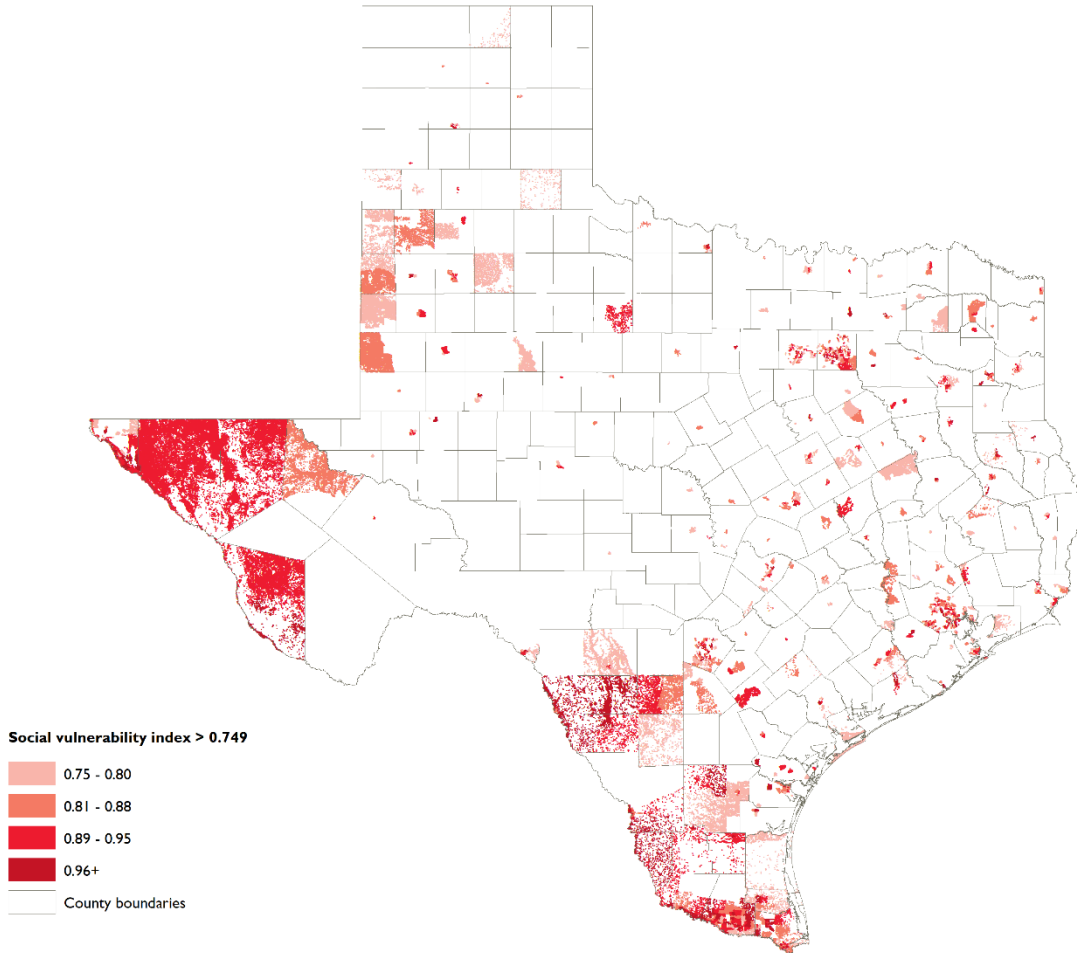 Social vulnerability index > 0.749
0.75 - 0.80
0.81 - 0.88
0.89 - 0.95
0.96+
County boundaries